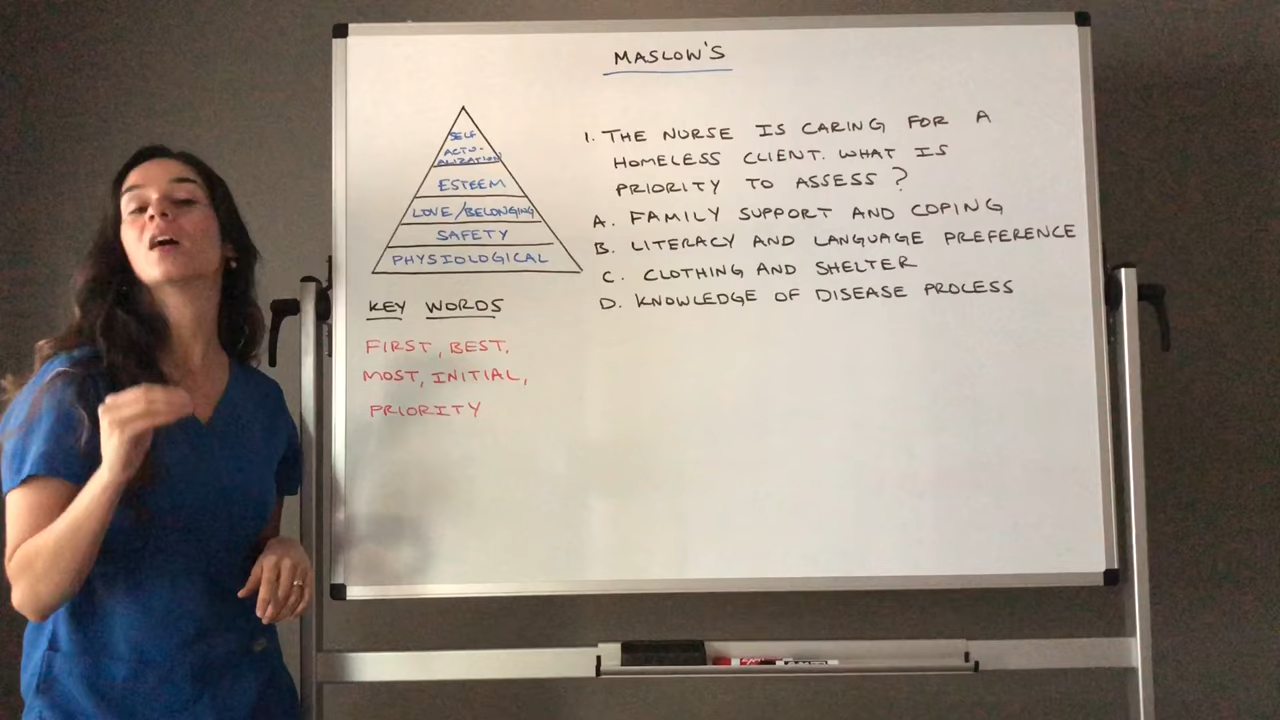 MASLOW'S
SELF
ACTU-
ALIZATION
ESTEEM
LOVE/BELONGING
SAFETY
PHYSIOLOGICAL
KEY WORDS
FIRST, BEST,
MOST, INITIAL,
PRIORITY
1. THE NURSE IS CARING FOR A
HOMELESS CLIENT. WHAT IS
PRIORITY TO ASSESS?
A. FAMILY SUPPORT AND COPING
B. LITERACY AND LANGUAGE PREFERENCE
C. CLOTHING AND SHELTER
D. KNOWLEDGE OF DISEASE PROCESS